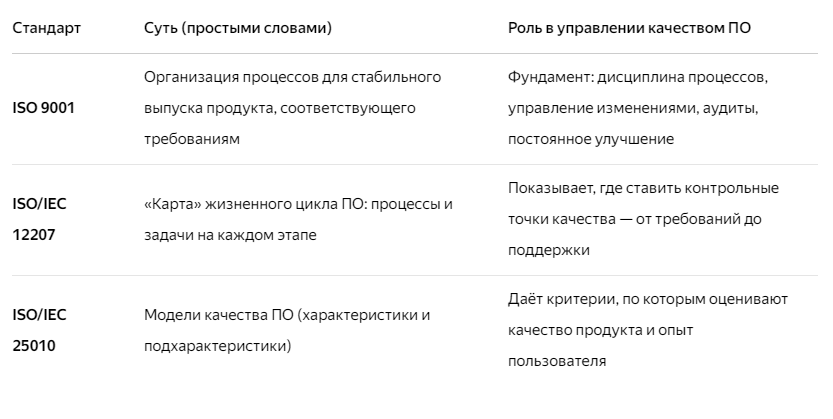 Стандарт Суть (простыми словами) Роль в управлении качеством ПО
ISO 9001
Организация процессов для стабильного
выпуска продукта, соответствующего
требованиям
Фундамент: дисциплина процессов,
управление изменениями, аудиты,
постоянное улучшение
ISO/IEC
12207
«Карта» жизненного цикла ПО: процессы и
задачи на каждом этапе
Показывает, где ставить контрольные
точки качества — от требований до
поддержки
ISO/IEC
25010
Модели качества ПО (характеристики и
подхарактеристики)
Даёт критерии, по которым оценивают
качество продукта и опыт
пользователя